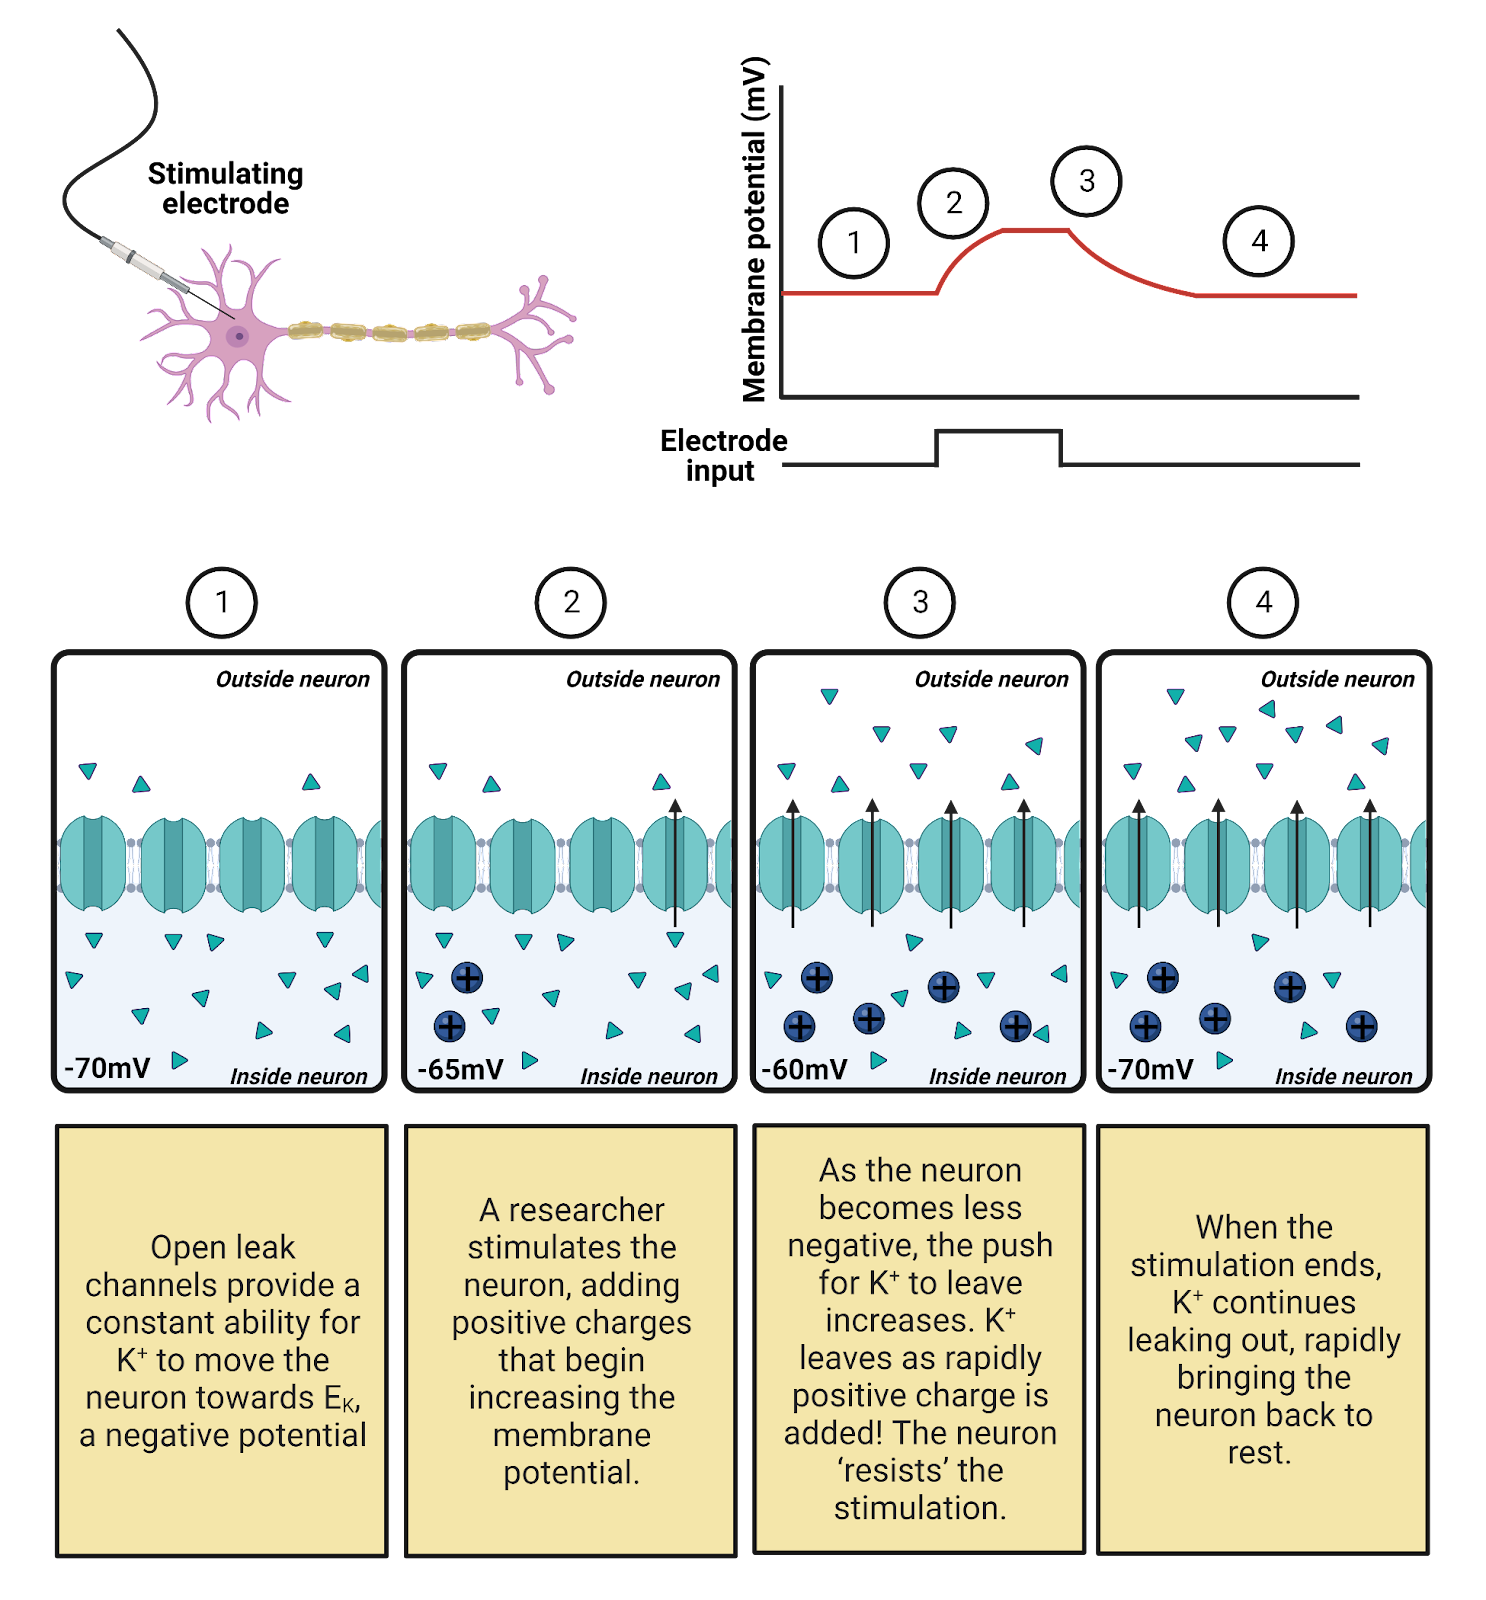 Stimulating
electrode
Membrane potential (mV)
1
2
3
4
Electrode
input
1
2
3
4
Outside neuron
-70mV
Inside neuron
Outside neuron
-65mV
Inside neuron
Outside neuron
-60mV
Inside neuron
Outside neuron
-70mV
Inside neuron
Open leak
channels provide a
constant ability for
K⁺ to move the
neuron towards Eₖ,
a negative potential
A researcher
stimulates the
neuron, adding
positive charges
that begin
increasing the
membrane
potential.
As the neuron
becomes less
negative, the push
for K⁺ to leave
increases. K⁺
leaves as rapidly
positive charge is
added! The neuron
‘resists’ the
stimulation.
When the
stimulation ends,
K⁺ continues
leaking out, rapidly
bringing the
neuron back to
rest.